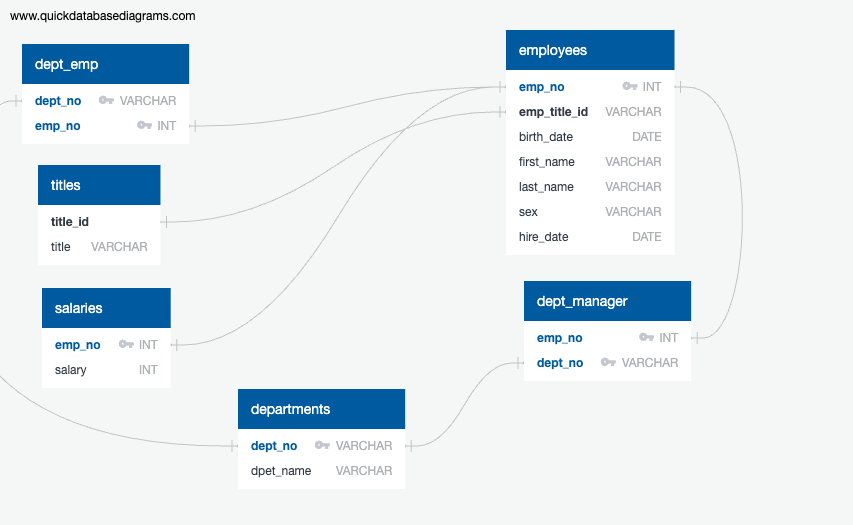 www.quickdatabasediagrams.com
dept_emp
dept_no VARCHAR
emp_no INT
titles
title_id
title VARCHAR
salaries
emp_no INT
salary INT
departments
dept_no VARCHAR
dpet_name VARCHAR
employees
emp_no INT
emp_title_id VARCHAR
birth_date DATE
first_name VARCHAR
last_name VARCHAR
sex VARCHAR
hire_date DATE
dept_manager
emp_no INT
dept_no VARCHAR